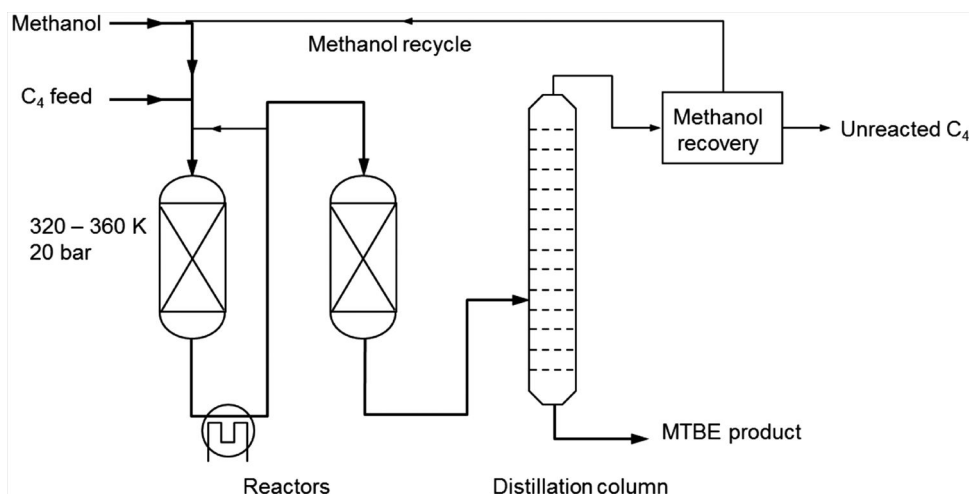 Methanol
Methanol recycle
C₄ feed
Methanol
recovery
Unreacted C₄
320 – 360 K
20 bar
MTBE product
Reactors
Distillation column